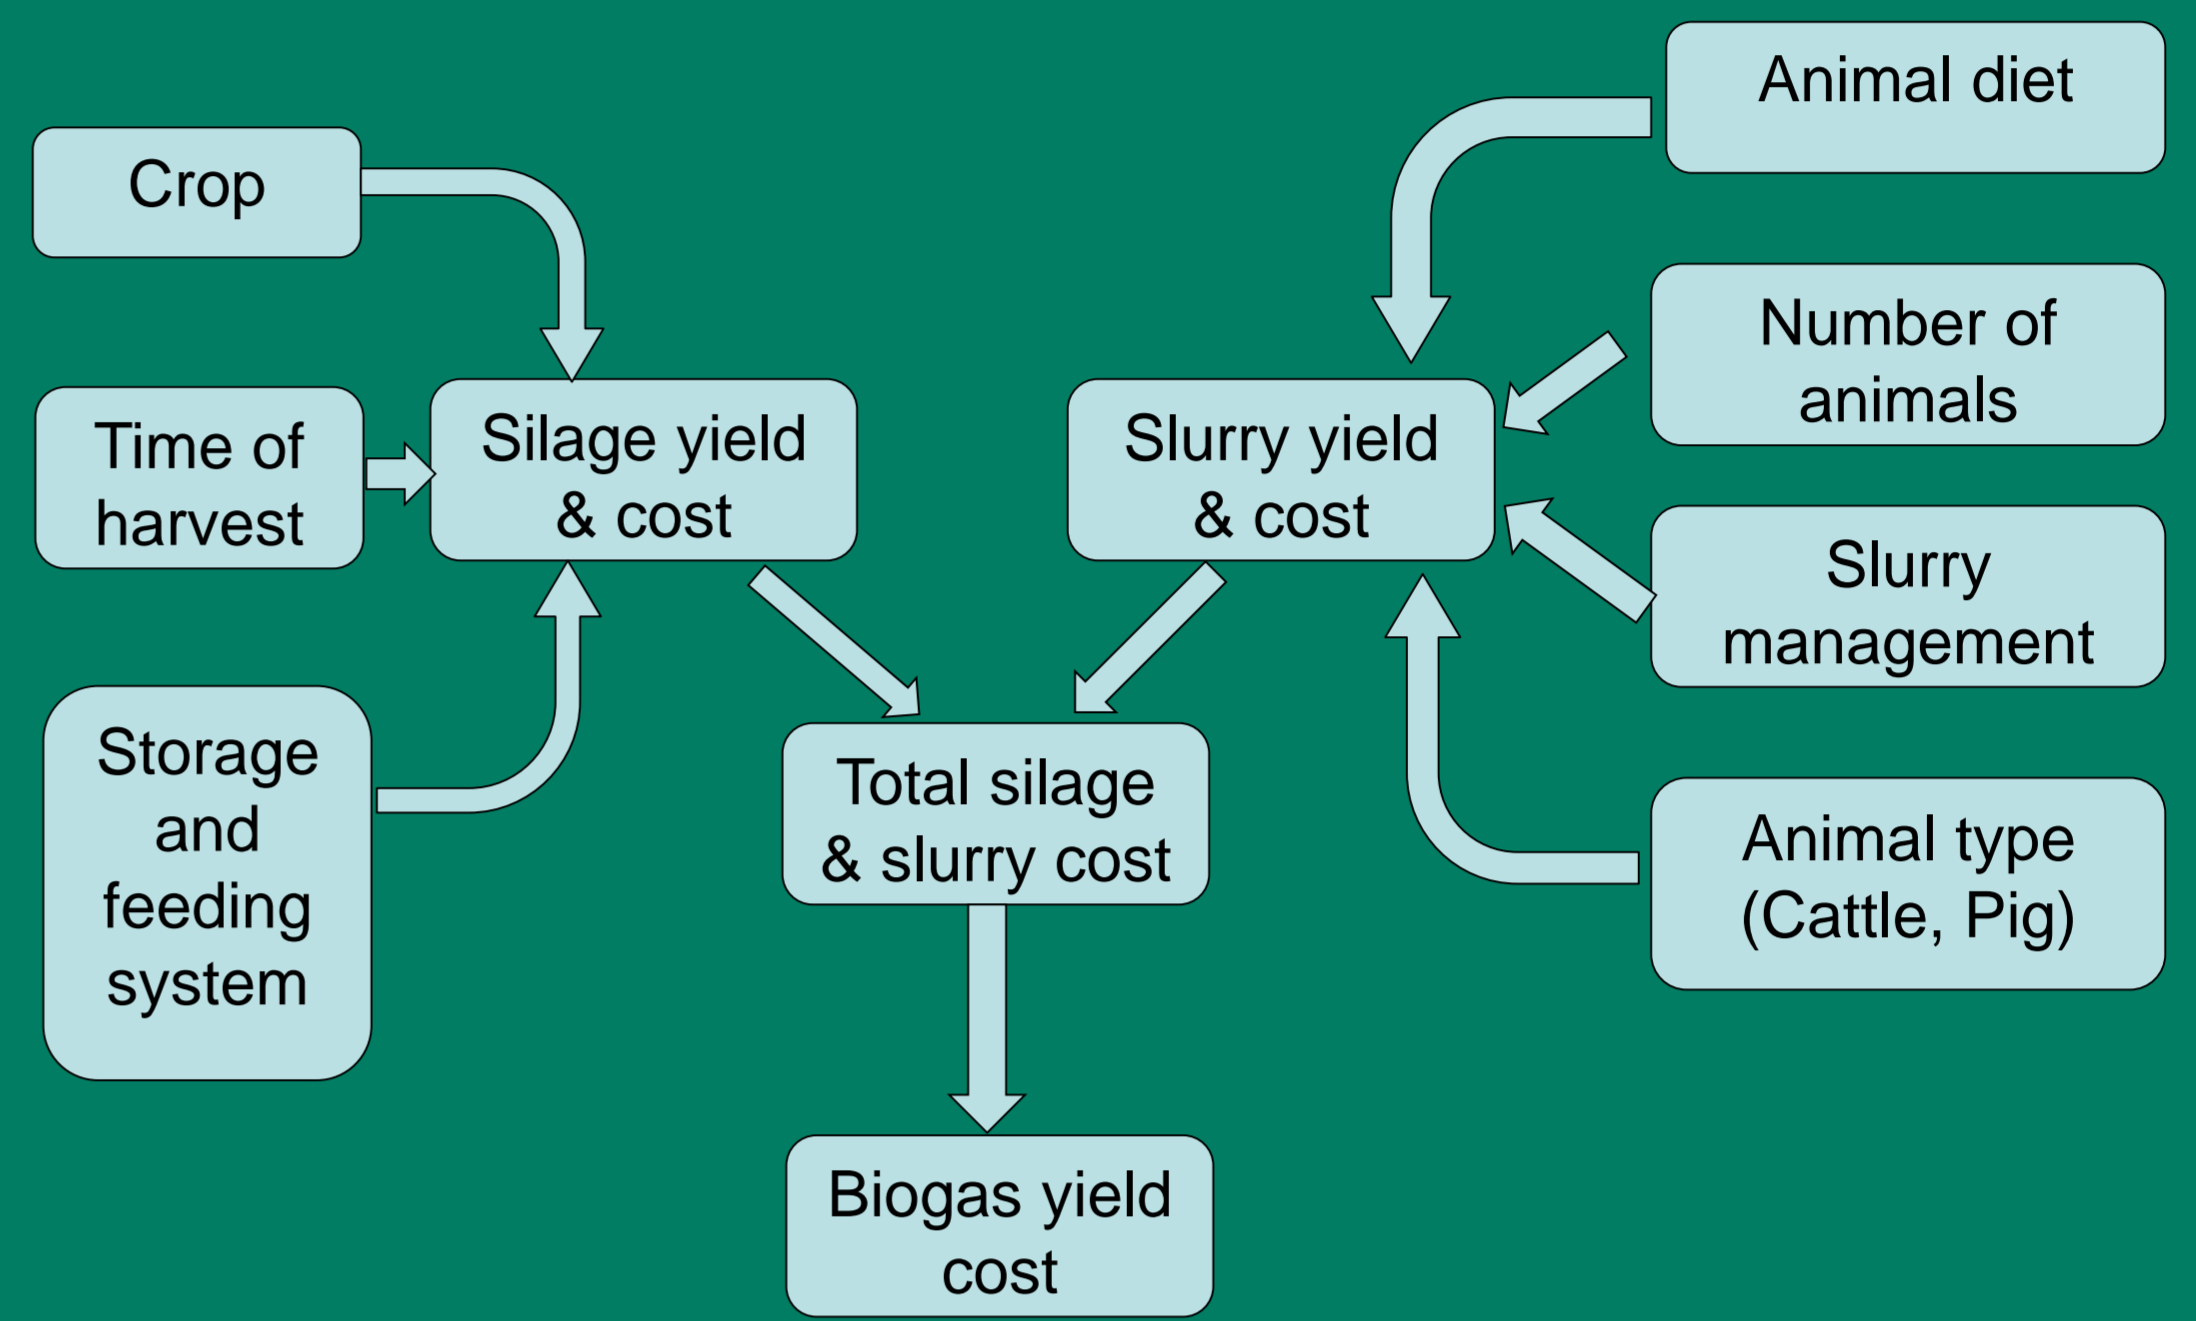 Animal diet
Crop
Number of
animals
Time of
harvest
Silage yield
& cost
Slurry yield
& cost
Slurry
management
Storage
and
feeding
system
Total silage
& slurry cost
Animal type
(Cattle, Pig)
Biogas yield
cost